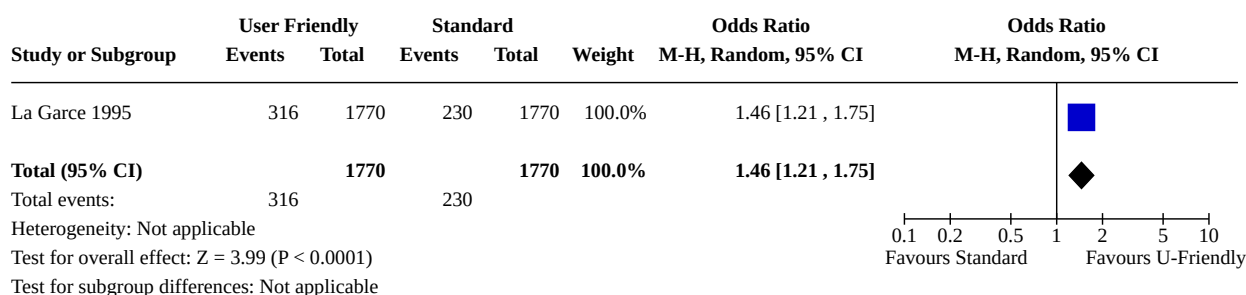 User Friendly Standard Odds Ratio Odds Ratio
Study or Subgroup Events Total Events Total Weight M-H, Random, 95% CI M-H, Random, 95% CI
La Garce 1995 316 1770 230 1770 100.0% 1.46 [1.21 , 1.75]
Total (95% CI) 1770 1770 100.0% 1.46 [1.21 , 1.75]
Total events: 316 230
Heterogeneity: Not applicable
0.1 0.2 0.5 1 2 5 10
Test for overall effect: Z = 3.99 (P < 0.0001) Favours Standard Favours U-Friendly
Test for subgroup differences: Not applicable